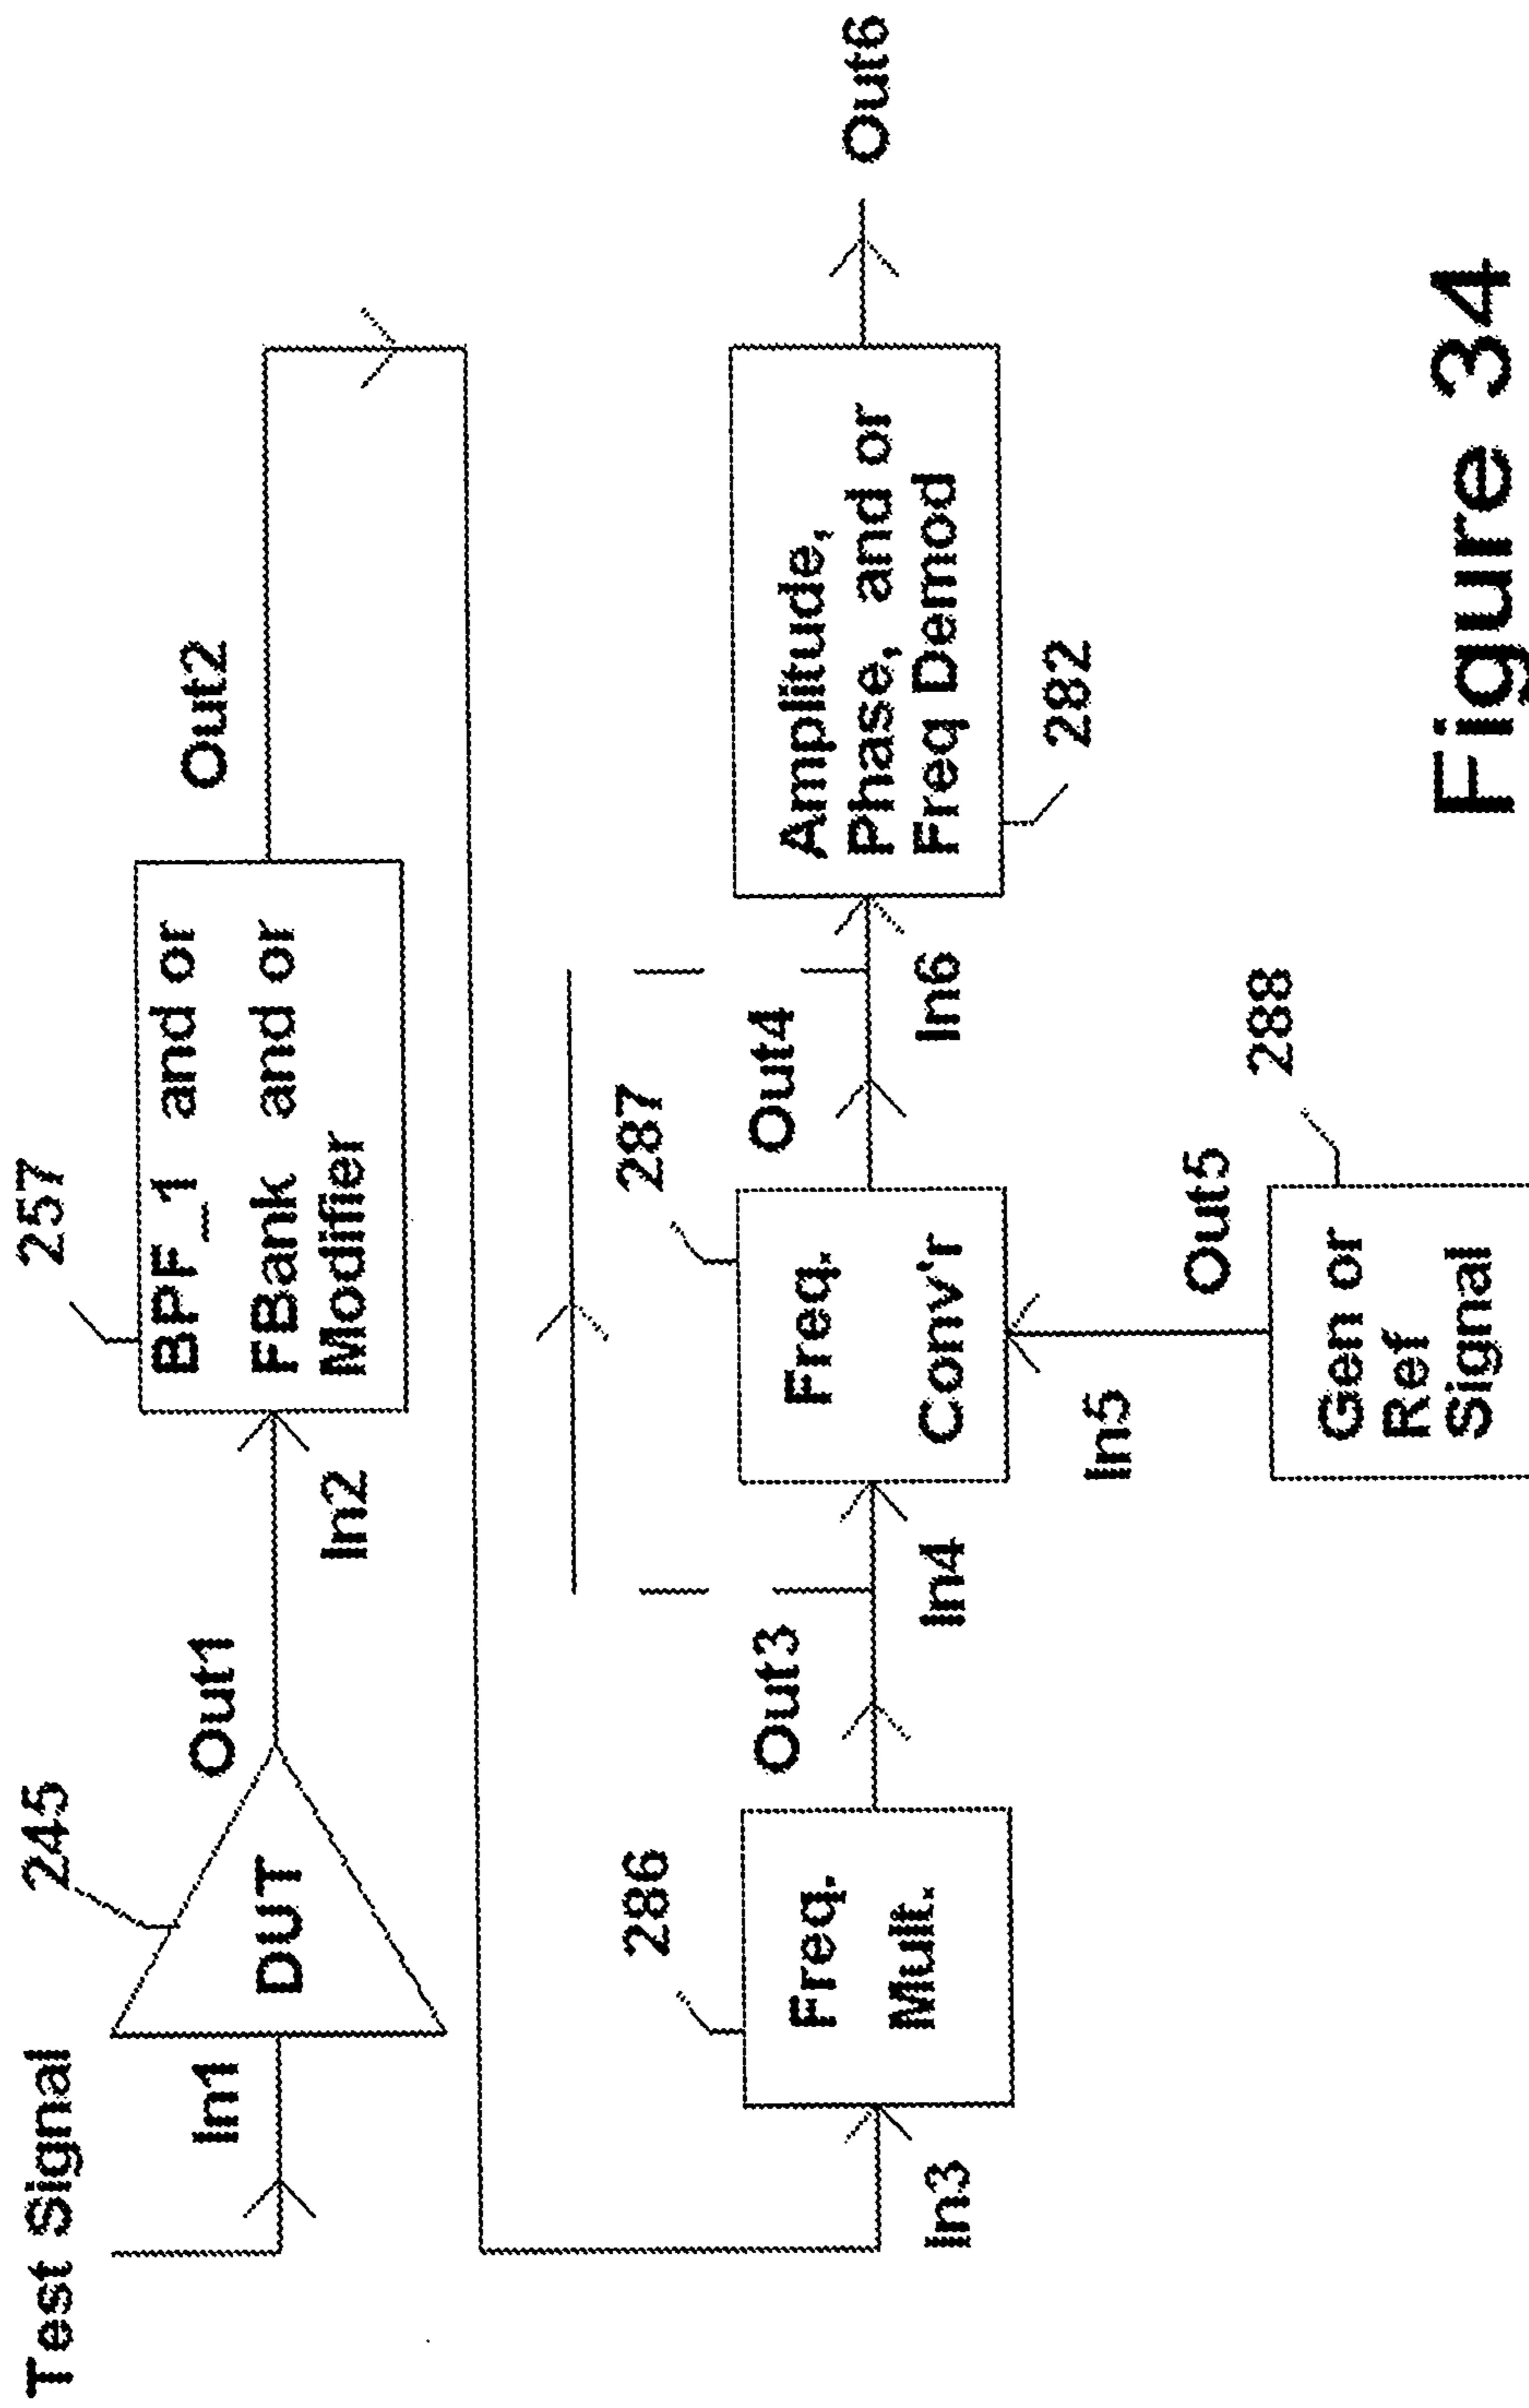 Test Signal
In1
245
DUT
Out1
In2
257
BPF_1 and or
FBank and or
Modifier
Out2
In3
286
Freq.
Mult.
Out3
In4
287
Freq.
Conv'r
Out4
In6
Amplitude,
Phase, and or
Freq Demod
282
Out6
In5
Out5
288
Gen or
Ref
Signal
Figure 34